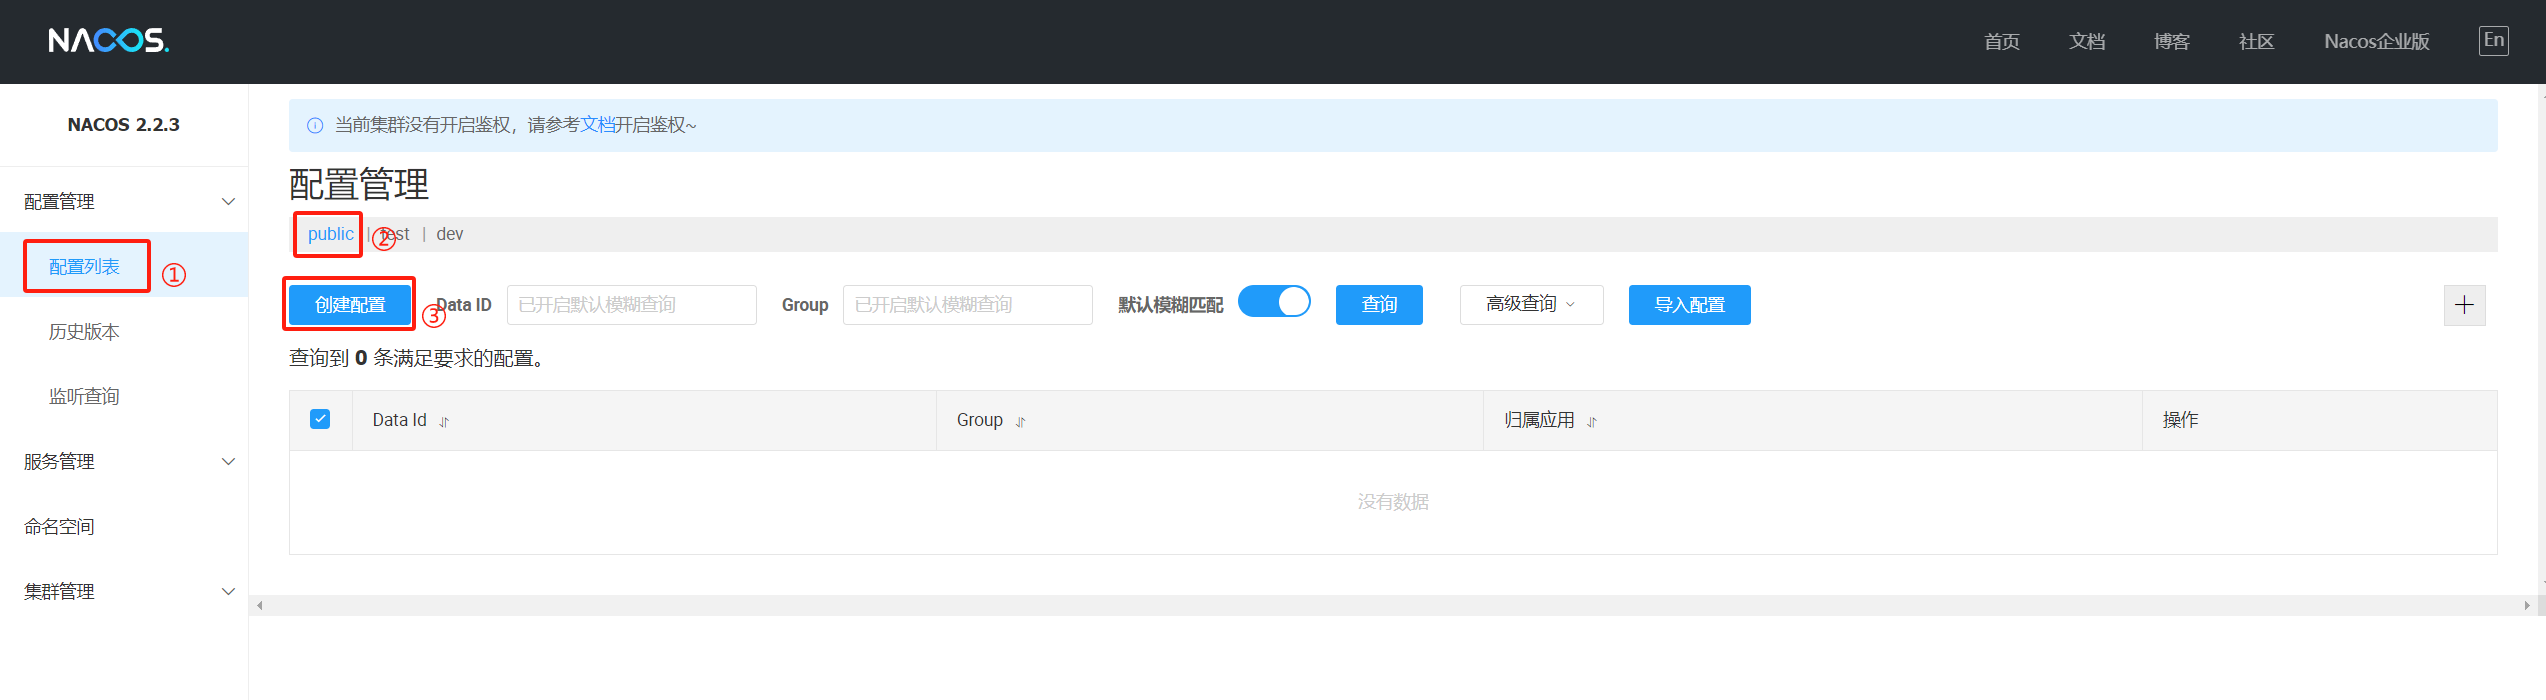 NACOS.
首页 文档 博客 社区 Nacos企业版 En
NACOS 2.2.3
配置管理
配置列表 ①
历史版本
监听查询
服务管理
命名空间
集群管理
当前集群没有开启鉴权，请参考文档开启鉴权~
配置管理
public | test | dev
②
创建配置 ③ Data ID 已开启默认模糊查询 Group 已开启默认模糊查询 默认模糊匹配 查询 高级查询 导入配置
查询到 0 条满足要求的配置。
Data Id Group 归属应用 操作
没有数据